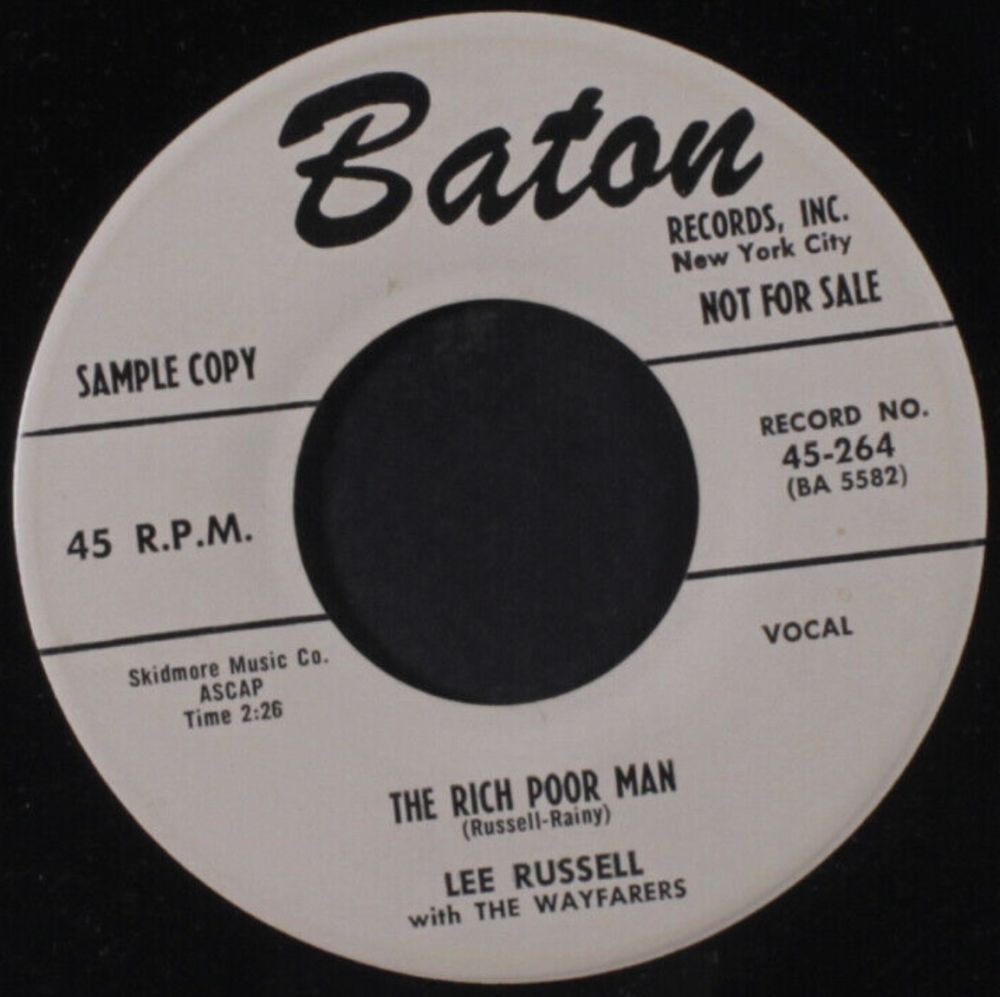 Baton
RECORDS, INC.
New York City
NOT FOR SALE
SAMPLE COPY
RECORD NO.
45-264
(BA 5582)
45 R.P.M.
VOCAL
Skidmore Music Co.
ASCAP
Time 2:26
THE RICH POOR MAN
(Russell-Rainy)
LEE RUSSELL
with THE WAYFARERS